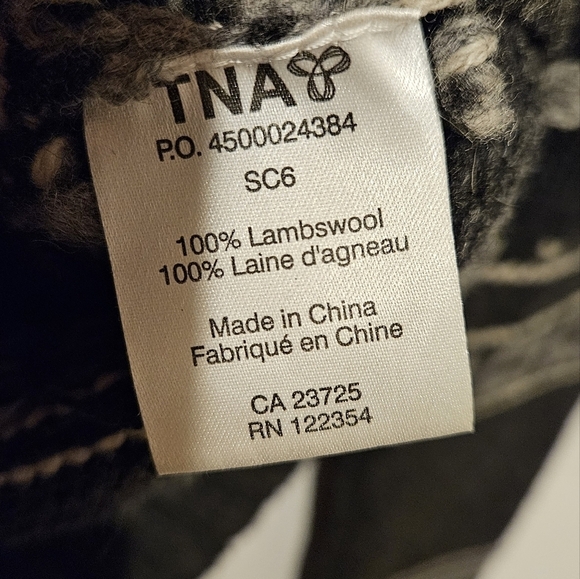 TNA
P.O. 4500024384
SC6
100% Lambswool
100% Laine d'agneau
Made in China
Fabriqué en Chine
CA 23725
RN 122354